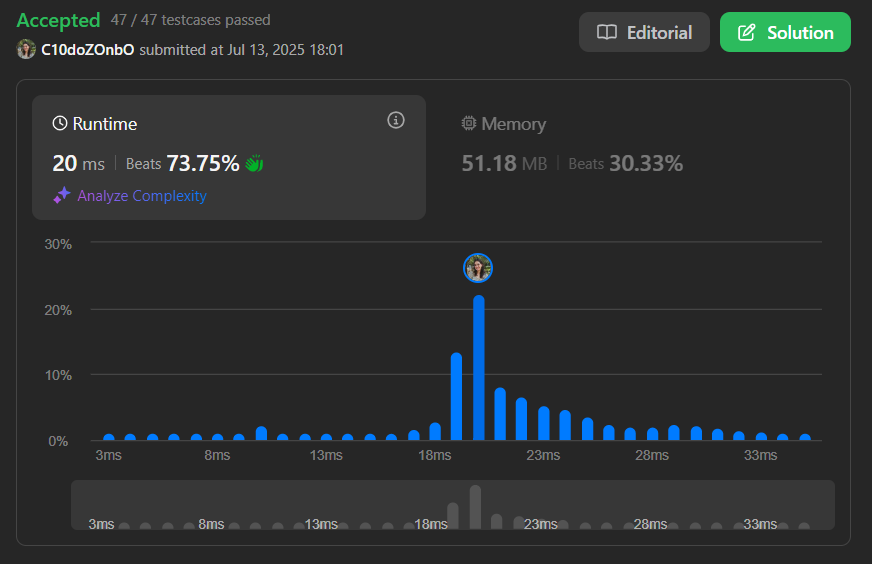 Accepted 47 / 47 testcases passed
C10doZOnbO submitted at Jul 13, 2025 18:01
Editorial
Solution
Runtime
20 ms Beats 73.75%
Analyze Complexity
Memory
51.18 MB Beats 30.33%
30%
20%
10%
0%
3ms 8ms 13ms 18ms 23ms 28ms 33ms
3ms 8ms 13ms 18ms 23ms 28ms 33ms